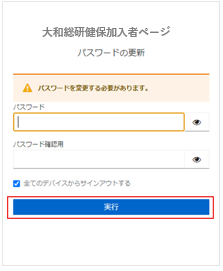 大和総研健保加入者ページ
パスワードの更新
パスワードを変更する必要があります。
パスワード
パスワード確認用
全てのデバイスからサインアウトする
実行